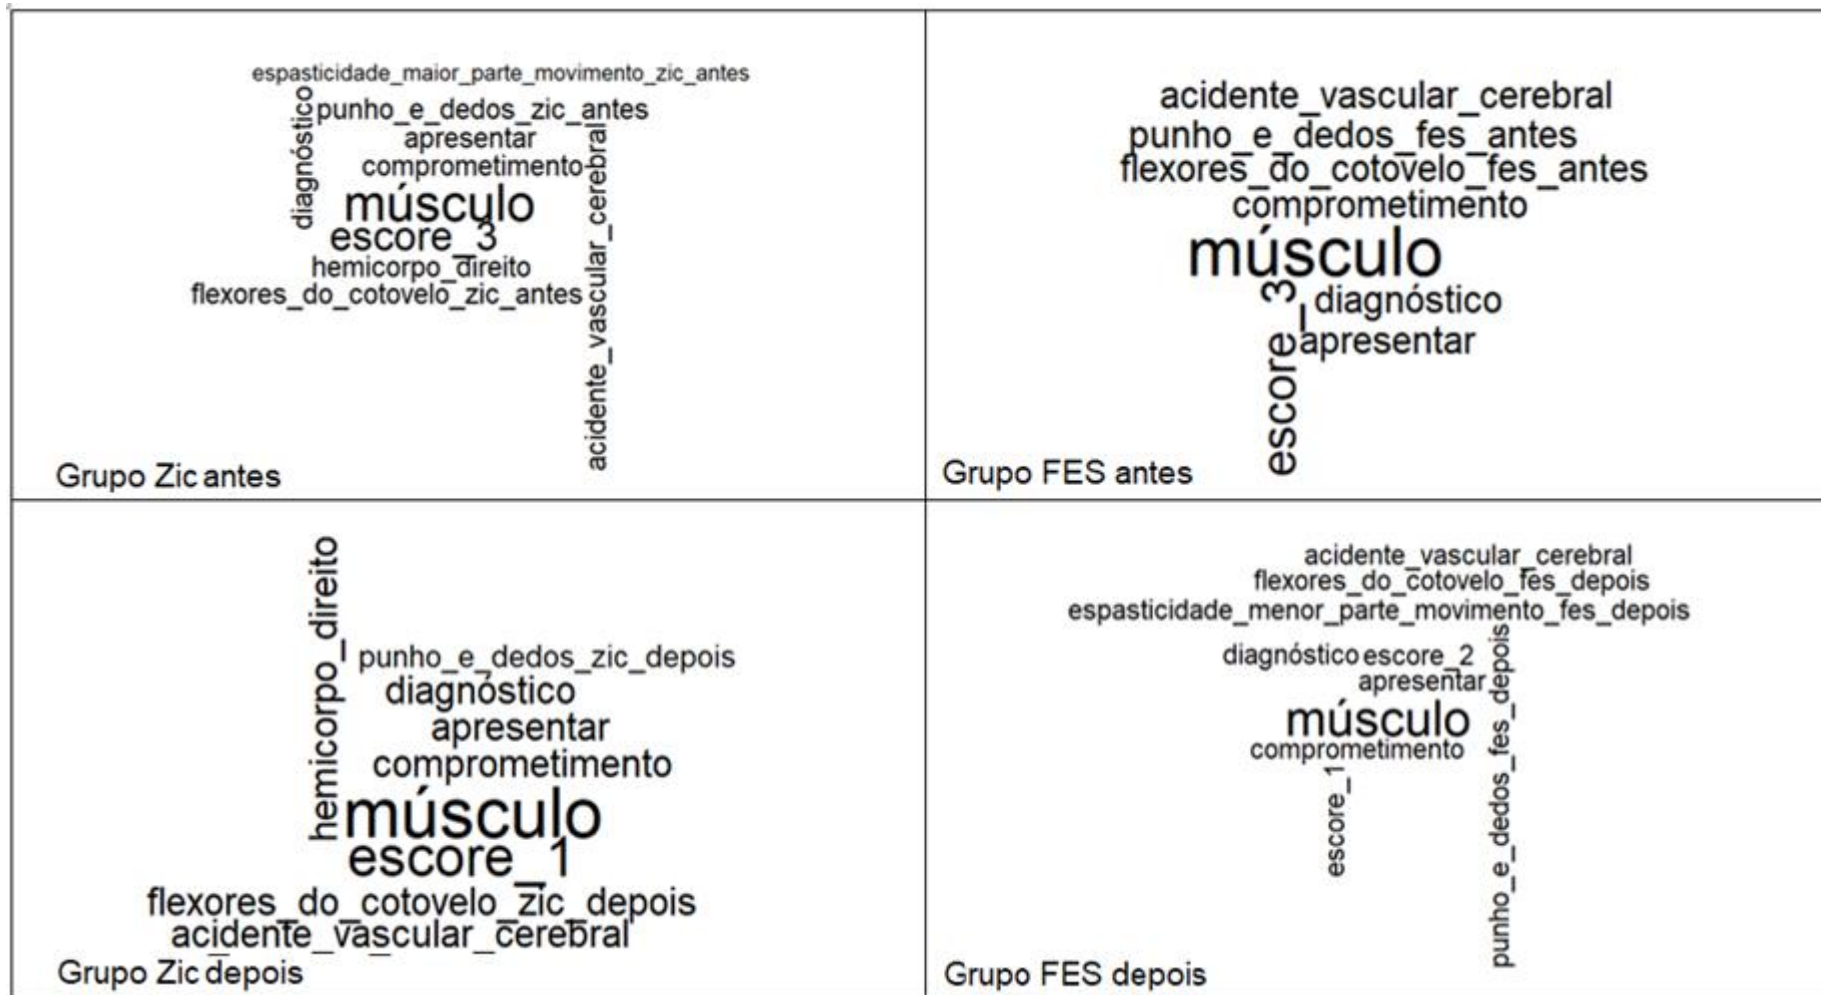 espasticidade_maior_parte_movimento_zic_antes
diagnóstico
punho_e_dedos_zic_antes
apresentar
comprometimento
acidente_vascular_cerebral
músculo
escore_3
hemicorpo_direito
flexores_do_cotovelo_zic_antes
Grupo Zic antes
acidente_vascular_cerebral
punho_e_dedos_fes_antes
flexores_do_cotovelo_fes_antes
comprometimento
músculo
escore_3
diagnóstico
apresentar
Grupo FES antes
hemicorpo_direito
punho_e_dedos_zic_depois
diagnóstico
apresentar
comprometimento
músculo
escore_1
flexores_do_cotovelo_zic_depois
acidente_vascular_cerebral
Grupo Zic depois
acidente_vascular_cerebral
flexores_do_cotovelo_fes_depois
espasticidade_menor_parte_movimento_fes_depois
diagnóstico escore_2
apresentar
músculo
comprometimento
escore_1
punho_e_dedos_fes_depois
Grupo FES depois